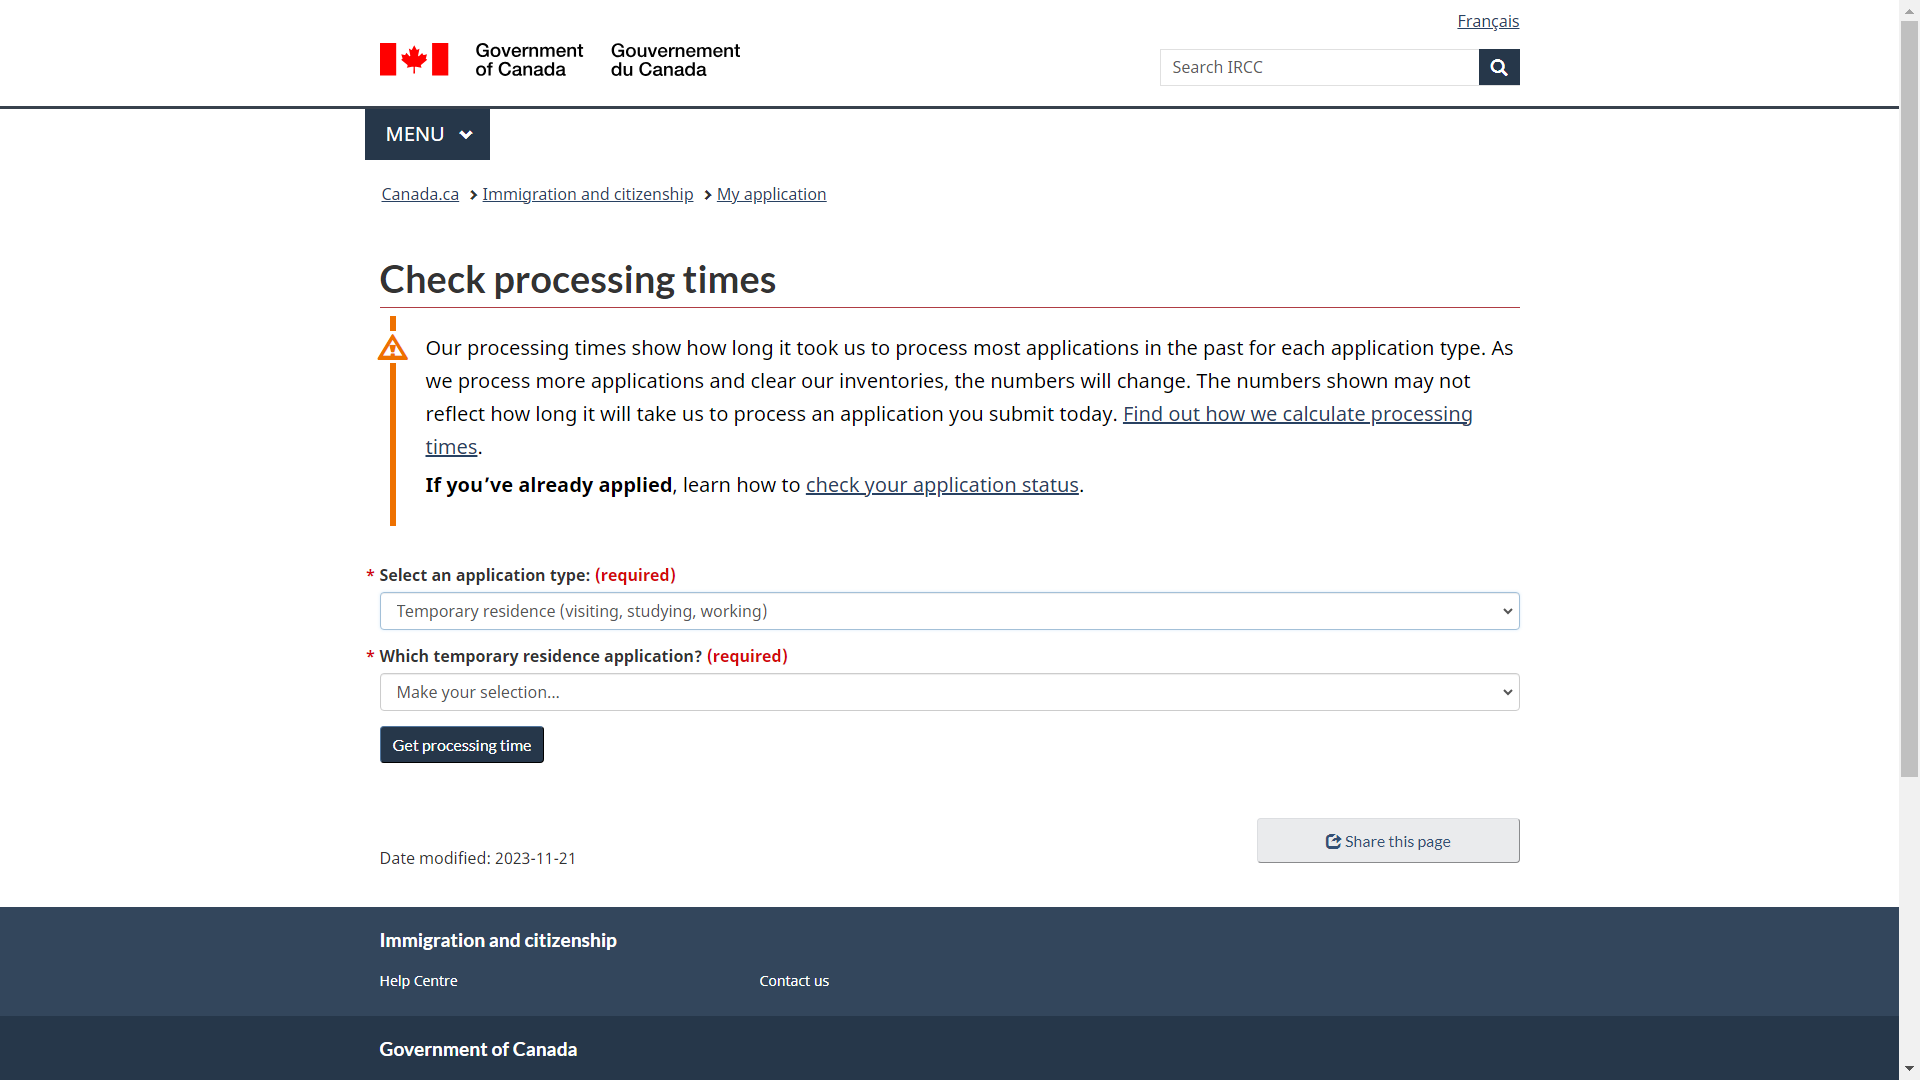 Français
Government of Canada
Gouvernement du Canada
Search IRCC
MENU
Canada.ca
Immigration and citizenship
My application
Check processing times
Our processing times show how long it took us to process most applications in the past for each application type. As
we process more applications and clear our inventories, the numbers will change. The numbers shown may not
reflect how long it will take us to process an application you submit today. Find out how we calculate processing
times.
If you’ve already applied, learn how to check your application status.
* Select an application type: (required)
Temporary residence (visiting, studying, working)
* Which temporary residence application? (required)
Make your selection...
Get processing time
Share this page
Date modified: 2023-11-21
Immigration and citizenship
Help Centre
Contact us
Government of Canada